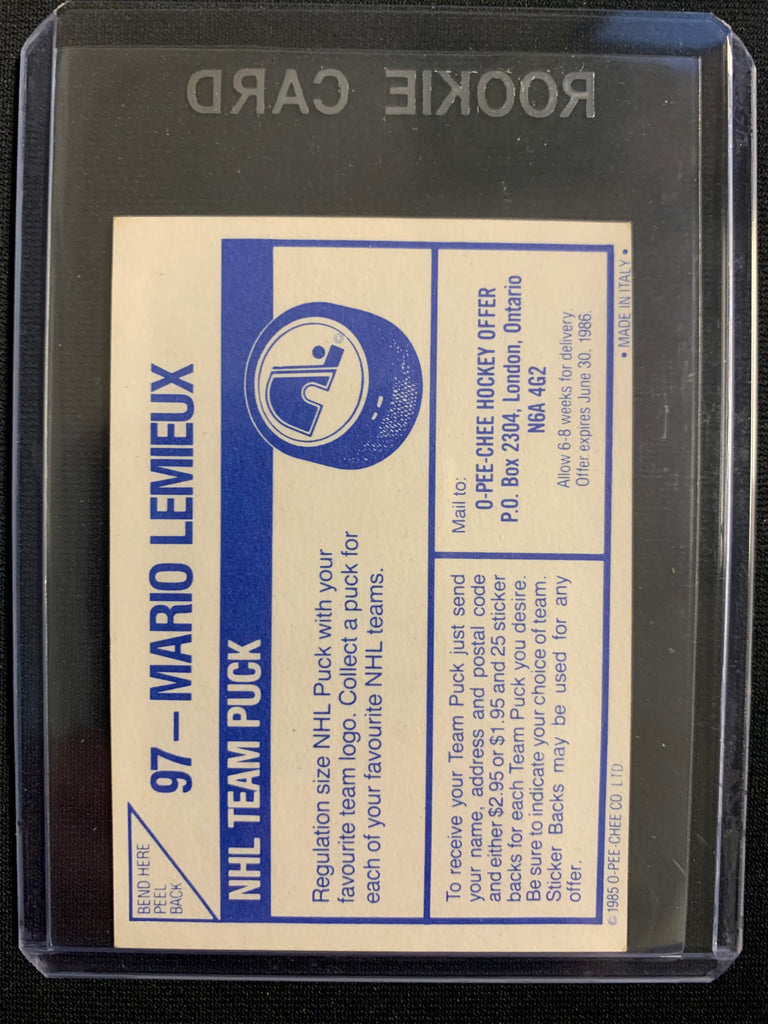 ROOKIE CARD
BEND HERE
PEEL
BACK
97 – MARIO LEMIEUX
NHL TEAM PUCK
Regulation size NHL Puck with your
favourite team logo. Collect a puck for
each of your favourite NHL teams.
©
To receive your Team Puck just send
your name, address and postal code
and either $2.95 or $1.95 and 25 sticker
backs for each Team Puck you desire.
Be sure to indicate your choice of team.
Sticker Backs may be used for any
offer.
Mail to:
O-PEE-CHEE HOCKEY OFFER
P.O. Box 2304, London, Ontario
N6A 4G2
Allow 6-8 weeks for delivery.
Offer expires June 30, 1986.
© 1985 O-PEE-CHEE CO. LTD
• MADE IN ITALY •